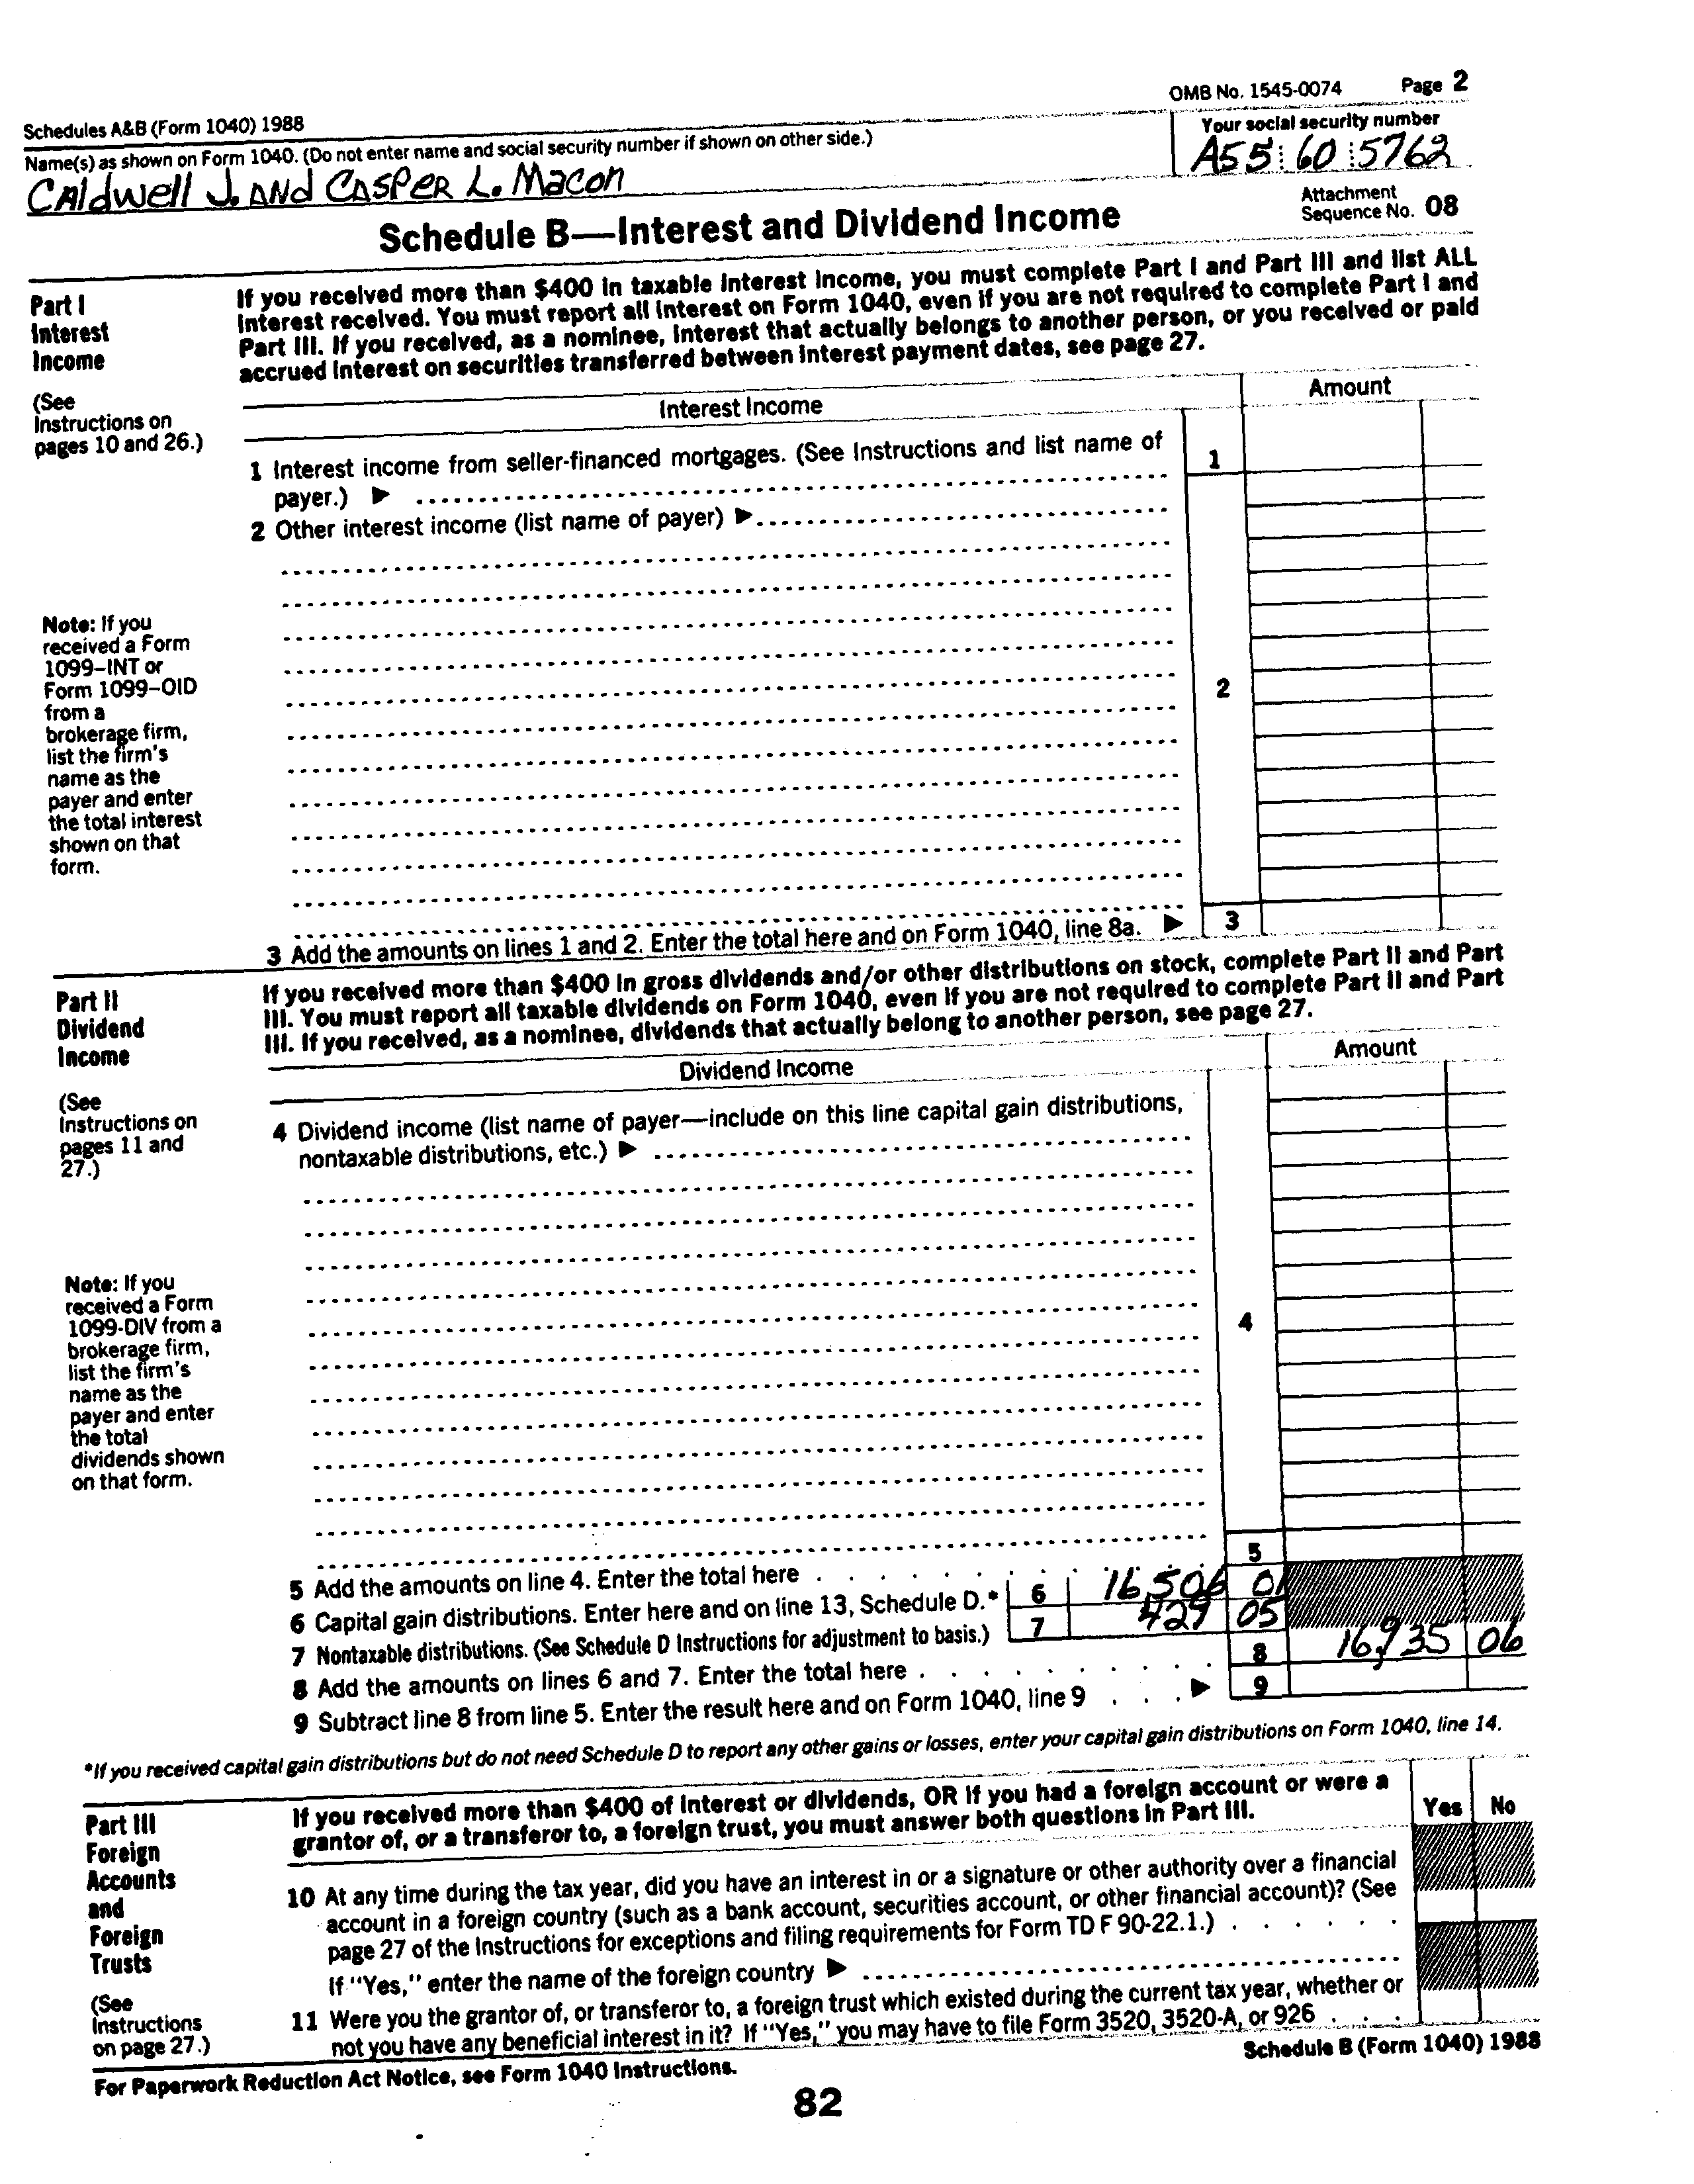 Schedules A&B (Form 1040) 1988
OMB No. 1545-0074 Page 2
Name(s) as shown on Form 1040. (Do not enter name and social security number if shown on other side.)
Your social security number
CAldwell J. AND CASPER L. Macon
A55 60 5762
Schedule B—Interest and Dividend Income
Attachment
Sequence No. 08
Part I
Interest
Income
(See
Instructions on
pages 10 and 26.)
If you received more than $400 in taxable interest income, you must complete Part I and Part III and list ALL
interest received. You must report all interest on Form 1040, even if you are not required to complete Part I and
Part III. If you received, as a nominee, interest that actually belongs to another person, or you received or paid
accrued interest on securities transferred between interest payment dates, see page 27.
Interest Income
Amount
1 Interest income from seller-financed mortgages. (See Instructions and list name of
payer.) ▶
1
2 Other interest income (list name of payer) ▶
Note: If you
received a Form
1099–INT or
Form 1099–OID
from a
brokerage firm,
list the firm's
name as the
payer and enter
the total interest
shown on that
form.
2
3 Add the amounts on lines 1 and 2. Enter the total here and on Form 1040, line 8a. ▶ 3
Part II
Dividend
Income
(See
Instructions on
pages 11 and
27.)
If you received more than $400 in gross dividends and/or other distributions on stock, complete Part II and Part
III. You must report all taxable dividends on Form 1040, even if you are not required to complete Part II and Part
III. If you received, as a nominee, dividends that actually belong to another person, see page 27.
Dividend Income
Amount
4 Dividend income (list name of payer—include on this line capital gain distributions,
nontaxable distributions, etc.) ▶
Note: If you
received a Form
1099-DIV from a
brokerage firm,
list the firm's
name as the
payer and enter
the total
dividends shown
on that form.
4
5 Add the amounts on line 4. Enter the total here 5
6 Capital gain distributions. Enter here and on line 13, Schedule D.* 6 16,506 01
7 Nontaxable distributions. (See Schedule D Instructions for adjustment to basis.) 7 429 05
8 Add the amounts on lines 6 and 7. Enter the total here 8 16,935 06
9 Subtract line 8 from line 5. Enter the result here and on Form 1040, line 9 ▶ 9
*If you received capital gain distributions but do not need Schedule D to report any other gains or losses, enter your capital gain distributions on Form 1040, line 14.
Part III
Foreign
Accounts
and
Foreign
Trusts
(See
Instructions
on page 27.)
If you received more than $400 of interest or dividends, OR if you had a foreign account or were a
grantor of, or a transferor to, a foreign trust, you must answer both questions in Part III.
Yes No
10 At any time during the tax year, did you have an interest in or a signature or other authority over a financial
account in a foreign country (such as a bank account, securities account, or other financial account)? (See
page 27 of the Instructions for exceptions and filing requirements for Form TD F 90-22.1.)
If "Yes," enter the name of the foreign country ▶
11 Were you the grantor of, or transferor to, a foreign trust which existed during the current tax year, whether or
not you have any beneficial interest in it? If "Yes," you may have to file Form 3520, 3520-A, or 926
For Paperwork Reduction Act Notice, see Form 1040 Instructions.
Schedule B (Form 1040) 1988
82